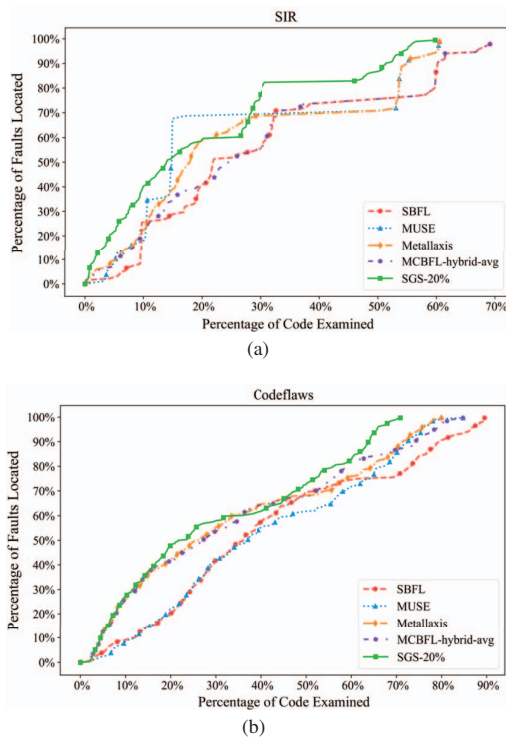 SIR
100%
90%
80%
70%
60%
50%
40%
30%
20%
10%
0%
0% 10% 20% 30% 40% 50% 60% 70%
Percentage of Faults Located
Percentage of Code Examined
SBFL
MUSE
Metallaxis
MCBFL-hybrid-avg
SGS-20%
(a)
Codeflaws
100%
90%
80%
70%
60%
50%
40%
30%
20%
10%
0%
0% 10% 20% 30% 40% 50% 60% 70% 80% 90%
Percentage of Faults Located
Percentage of Code Examined
SBFL
MUSE
Metallaxis
MCBFL-hybrid-avg
SGS-20%
(b)